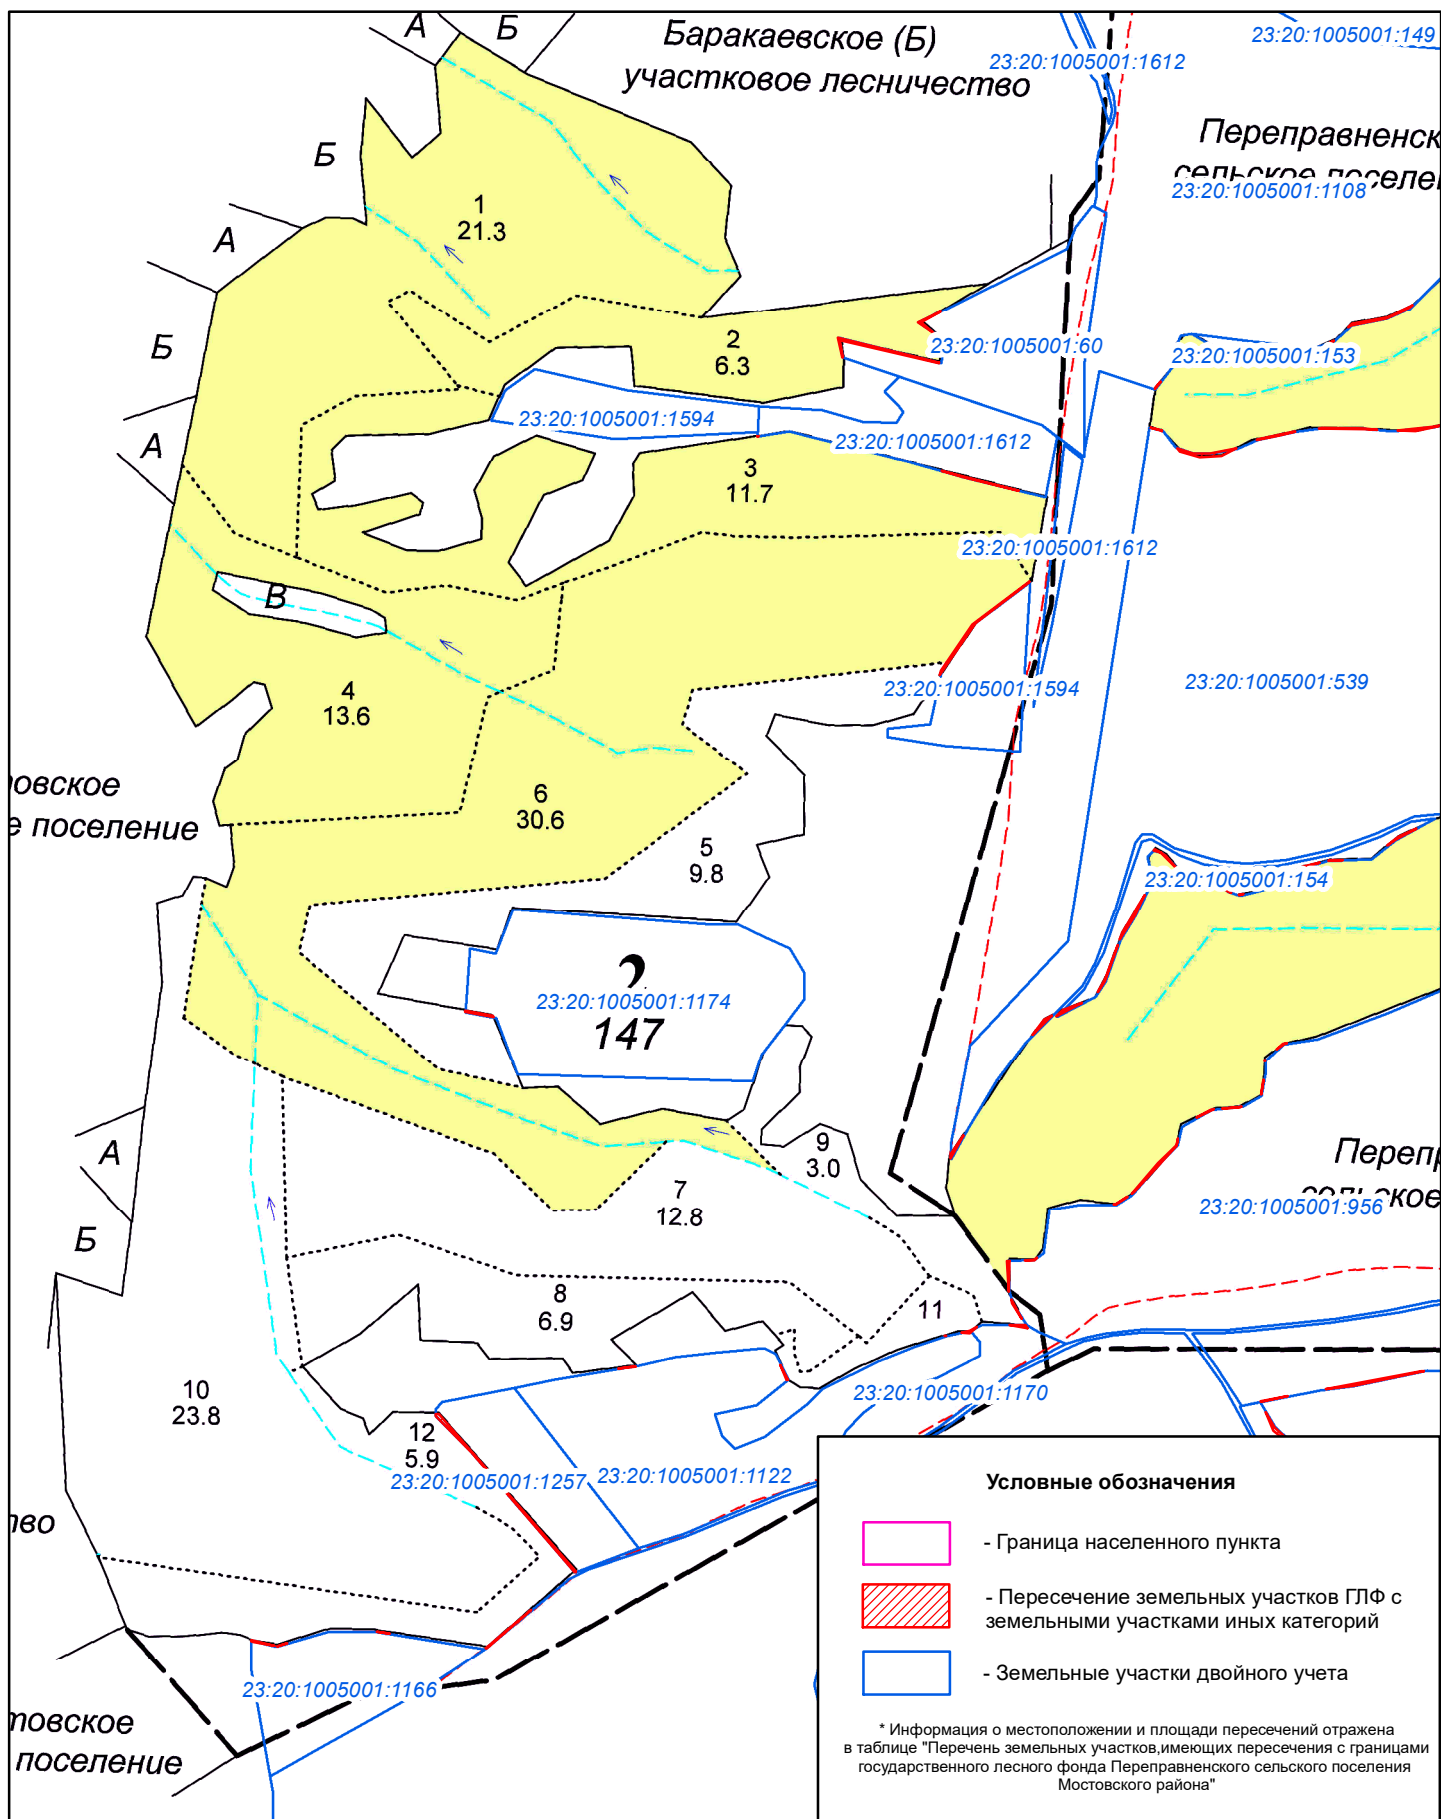 А
Б
Баракаевское (Б)
участковое лесничество
23:20:1005001:1612
23:20:1005001:149
Переправненск
сельское поселе
23:20:1005001:1108
Б
1
21.3
А
Б
2
6.3
23:20:1005001:60
23:20:1005001:153
А
23:20:1005001:1594
23:20:1005001:1612
3
11.7
23:20:1005001:1612
В
4
13.6
23:20:1005001:1594
23:20:1005001:539
овское
е поселение
6
30.6
5
9.8
23:20:1005001:154
23:20:1005001:1174
147
А
9
3.0
Переп
сельское
7
12.8
23:20:1005001:956
Б
8
6.9
11
10
23.8
23:20:1005001:1170
12
5.9
23:20:1005001:1257
23:20:1005001:1122
во
23:20:1005001:1166
товское
поселение
Условные обозначения
- Граница населенного пункта
- Пересечение земельных участков ГЛФ с
земельными участками иных категорий
- Земельные участки двойного учета
* Информация о местоположении и площади пересечений отражена
в таблице "Перечень земельных участков,имеющих пересечения с границами
государственного лесного фонда Переправненского сельского поселения
Мостовского района"